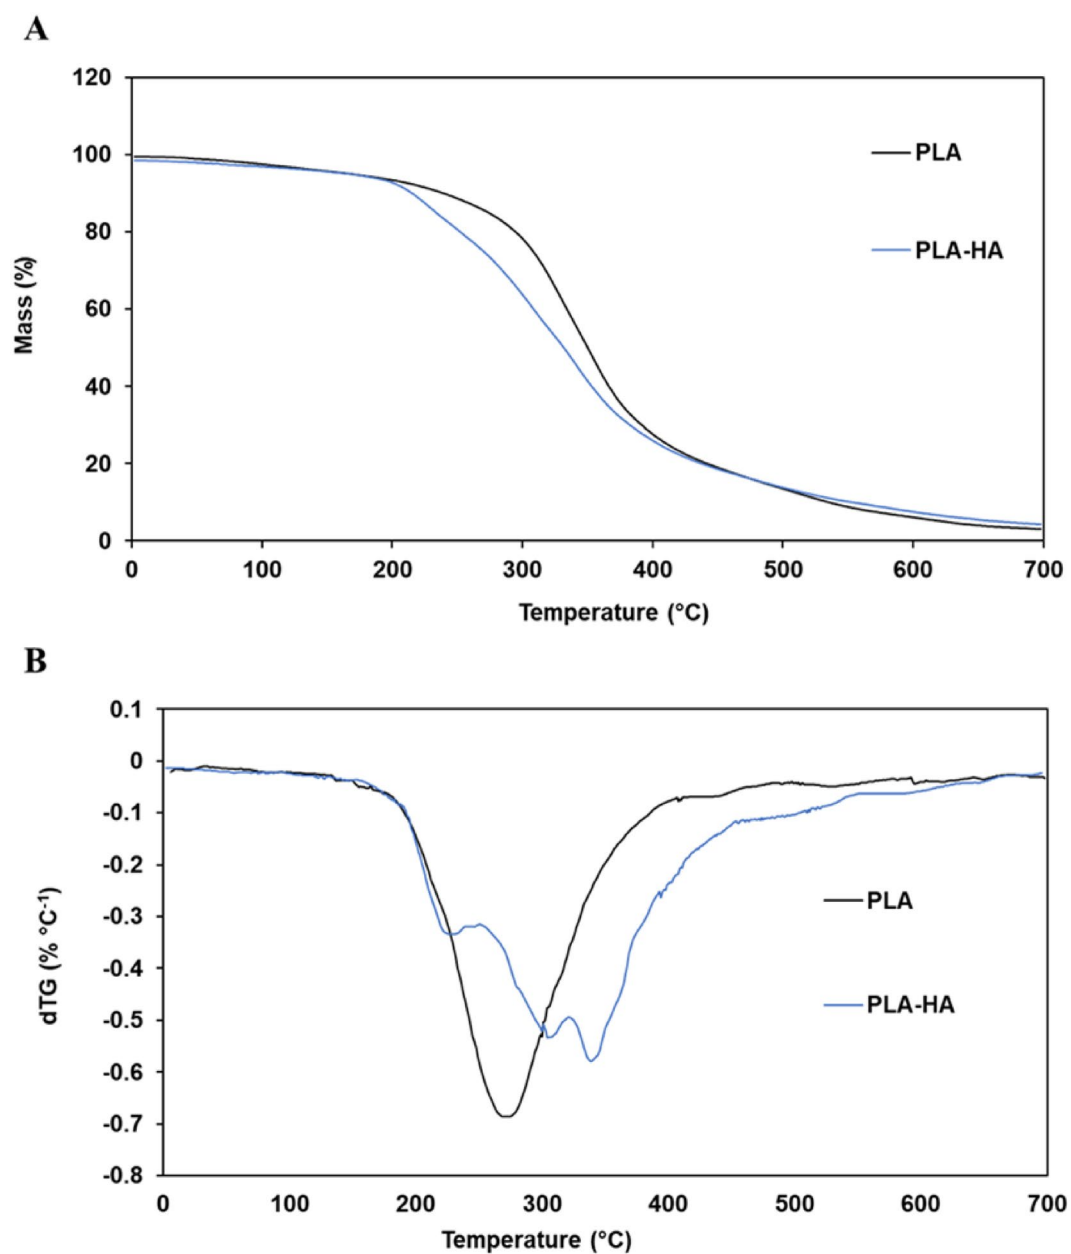 A
120
100
80
60
40
20
0
Mass (%)
PLA
PLA-HA
0 100 200 300 400 500 600 700
Temperature (°C)
B
0.1
0
-0.1
-0.2
-0.3
-0.4
-0.5
-0.6
-0.7
-0.8
dTG (% °C⁻¹)
PLA
PLA-HA
0 100 200 300 400 500 600 700
Temperature (°C)